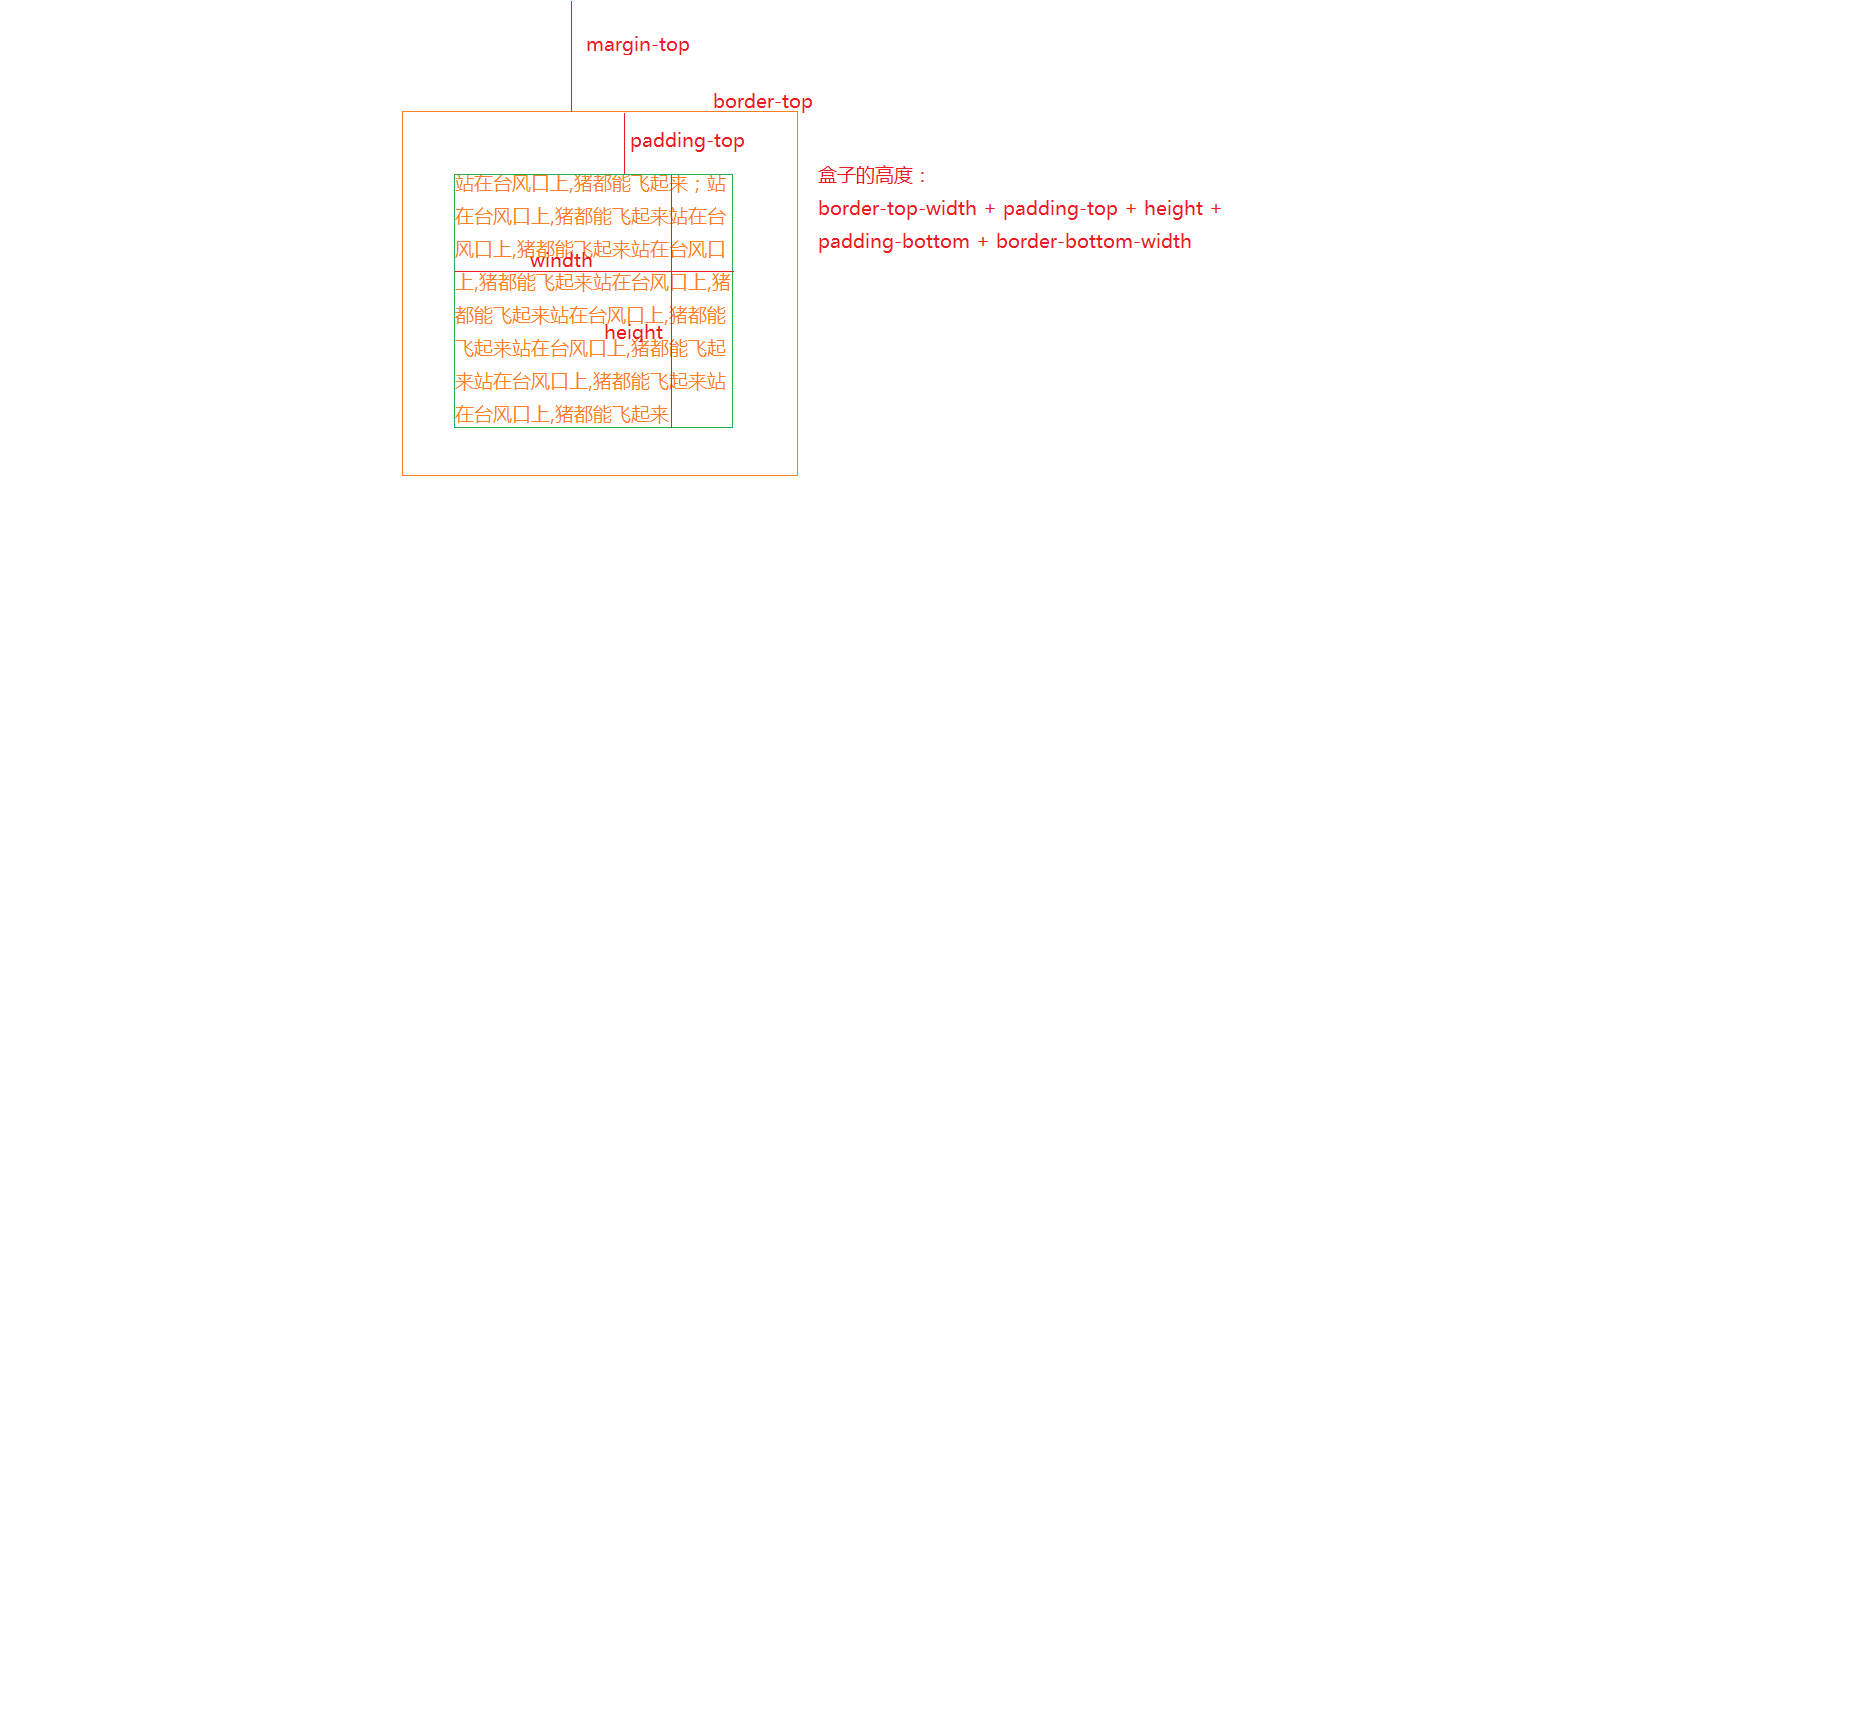 margin-top
border-top
padding-top
站在台风口上,猪都能飞起来；站
在台风口上,猪都能飞起来站在台
风口上,猪都能飞起来站在台风口
windth
上,猪都能飞起来站在台风口上,猪
都能飞起来站在台风口上,猪都能
height
飞起来站在台风口上,猪都能飞起
来站在台风口上,猪都能飞起来站
在台风口上,猪都能飞起来
盒子的高度：
border-top-width + padding-top + height +
padding-bottom + border-bottom-width